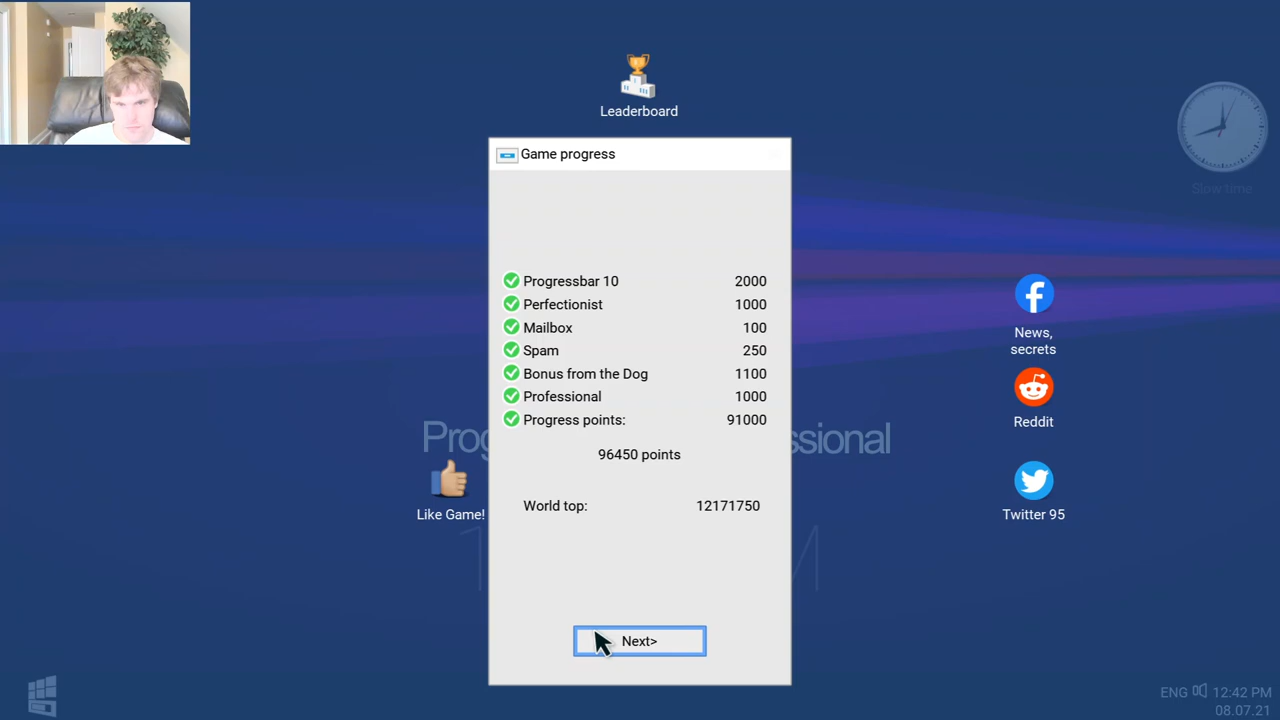 Leaderboard
Game progress
Slow time
Progressbar 10 2000
Perfectionist 1000
Mailbox 100
Spam 250
Bonus from the Dog 1100
Professional 1000
Progress points: 91000
96450 points
World top: 12171750
Next>
News,
secrets
Reddit
Twitter 95
Like Game!
ENG 12:42 PM
08.07.21